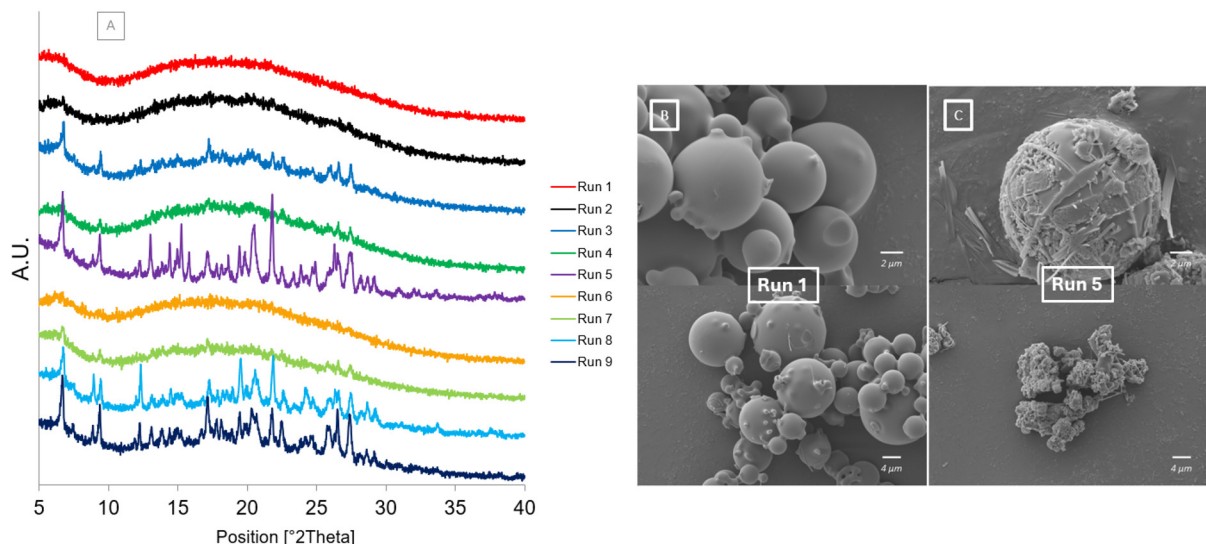 A
A.U.
5
10
15
20
25
30
35
40
Position [°2Theta]
Run 1
Run 2
Run 3
Run 4
Run 5
Run 6
Run 7
Run 8
Run 9
B
2 µm
C
2 µm
Run 1
Run 5
4 µm
4 µm